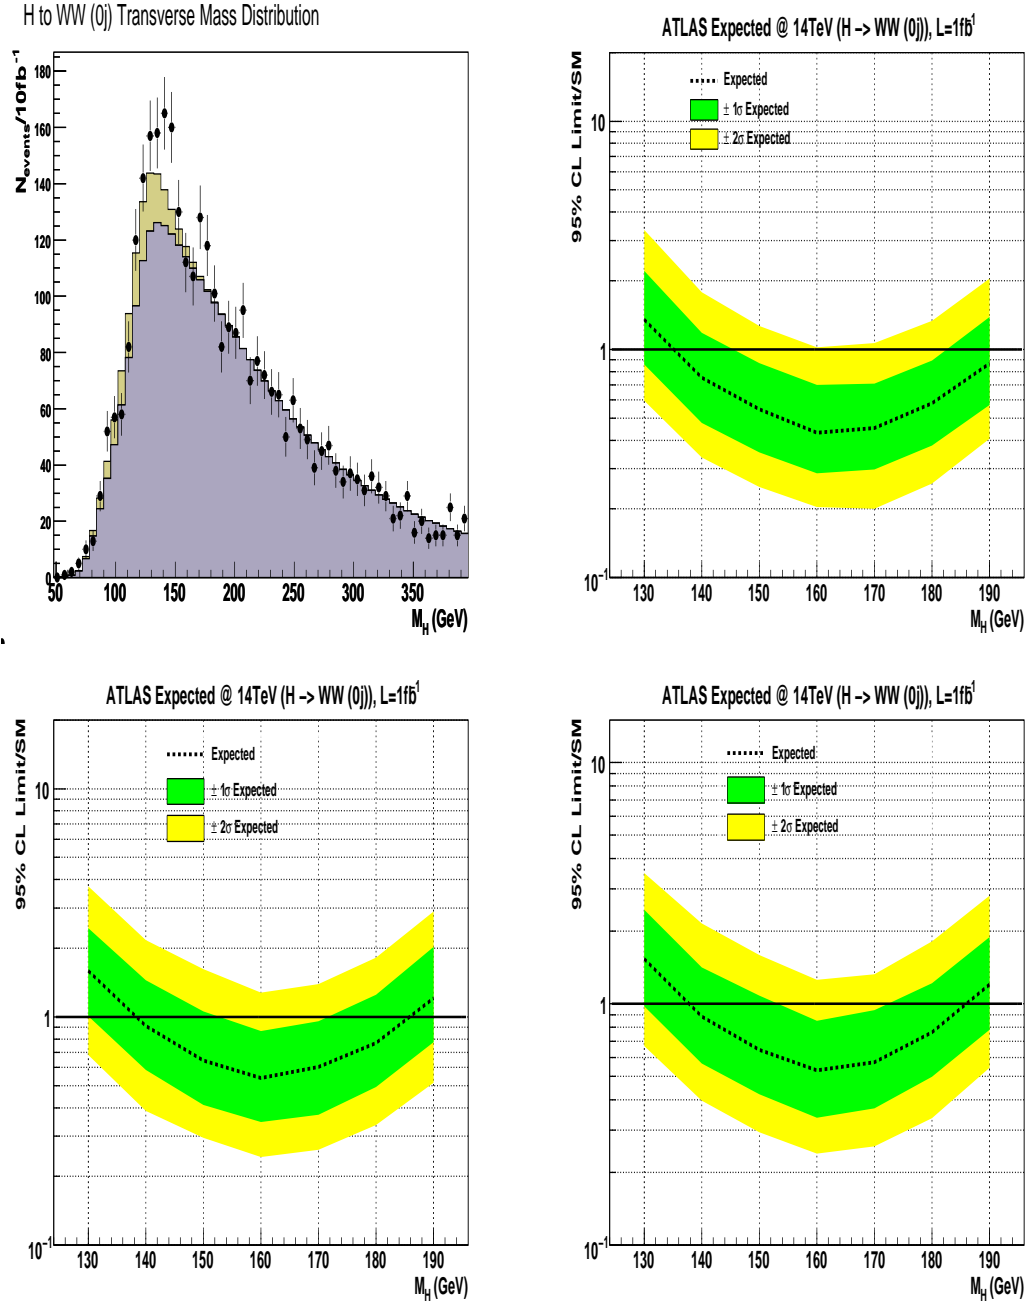 H to WW (0j) Transverse Mass Distribution
N_events/10fb^-1
180
160
140
120
100
80
60
40
20
0
50 100 150 200 250 300 350
M_H (GeV)
ATLAS Expected @ 14TeV (H -> WW (0j)), L=1fb^-1
95% CL Limit/SM
Expected
± 1σ Expected
± 2σ Expected
10
1
10^-1
130 140 150 160 170 180 190
M_H (GeV)
ATLAS Expected @ 14TeV (H -> WW (0j)), L=1fb^-1
95% CL Limit/SM
Expected
± 1σ Expected
± 2σ Expected
10
1
10^-1
130 140 150 160 170 180 190
M_H (GeV)
ATLAS Expected @ 14TeV (H -> WW (0j)), L=1fb^-1
95% CL Limit/SM
Expected
± 1σ Expected
± 2σ Expected
10
1
10^-1
130 140 150 160 170 180 190
M_H (GeV)